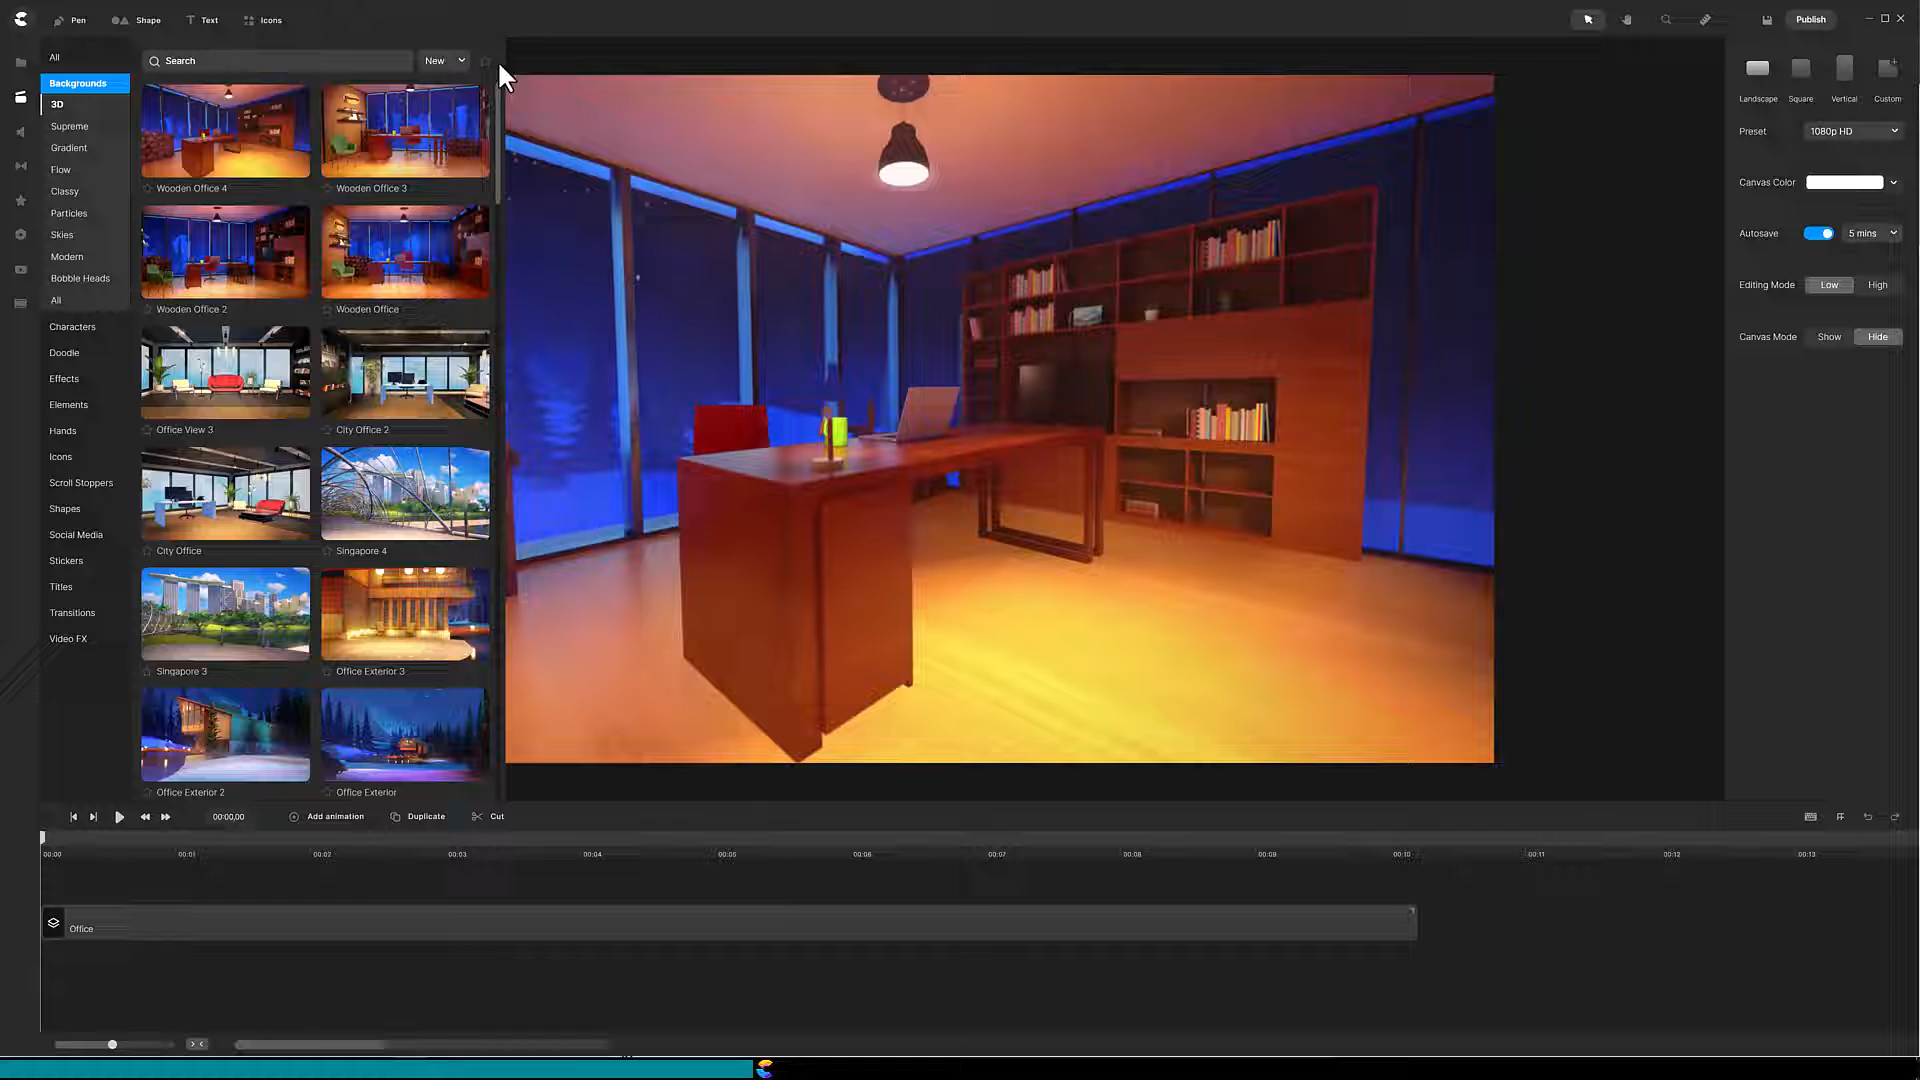 Pen
Shape
Text
Icons
Publish
All
Search
New
Backgrounds
3D
Supreme
Gradient
Flow
Classy
Particles
Skies
Modern
Bobble Heads
All
Characters
Doodle
Effects
Elements
Hands
Icons
Scroll Stoppers
Shapes
Social Media
Stickers
Titles
Transitions
Video FX
Wooden Office 4
Wooden Office 3
Wooden Office 2
Wooden Office
Office View 3
City Office 2
City Office
Singapore 4
Singapore 3
Office Exterior 3
Office Exterior 2
Office Exterior
Landscape
Square
Vertical
Custom
Preset
1080p HD
Canvas Color
Autosave
5 mins
Editing Mode
Low
High
Canvas Mode
Show
Hide
00:00,00
Add animation
Duplicate
Cut
00:00
00:01
00:02
00:03
00:04
00:05
00:06
00:07
00:08
00:09
00:10
00:11
00:12
00:13
Office